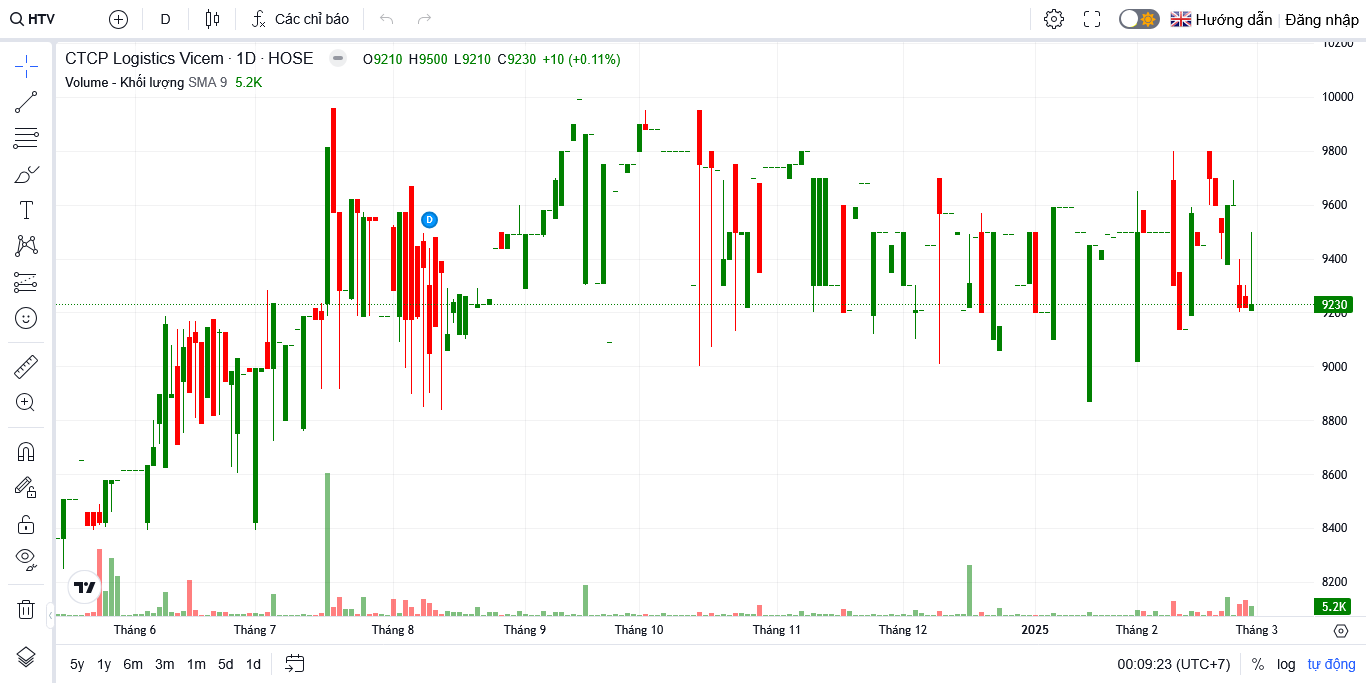 HTV D Các chỉ báo Hướng dẫn Đăng nhập
CTCP Logistics Vicem · 1D · HOSE O9210 H9500 L9210 C9230 +10 (+0.11%)
Volume - Khối lượng SMA 9 5.2K
10200
10000
9800
9600
D
9400
9230
9200
9000
8800
8600
8400
8200
5.2K
Tháng 6 Tháng 7 Tháng 8 Tháng 9 Tháng 10 Tháng 11 Tháng 12 2025 Tháng 2 Tháng 3
5y 1y 6m 3m 1m 5d 1d 00:09:23 (UTC+7) % log tự động